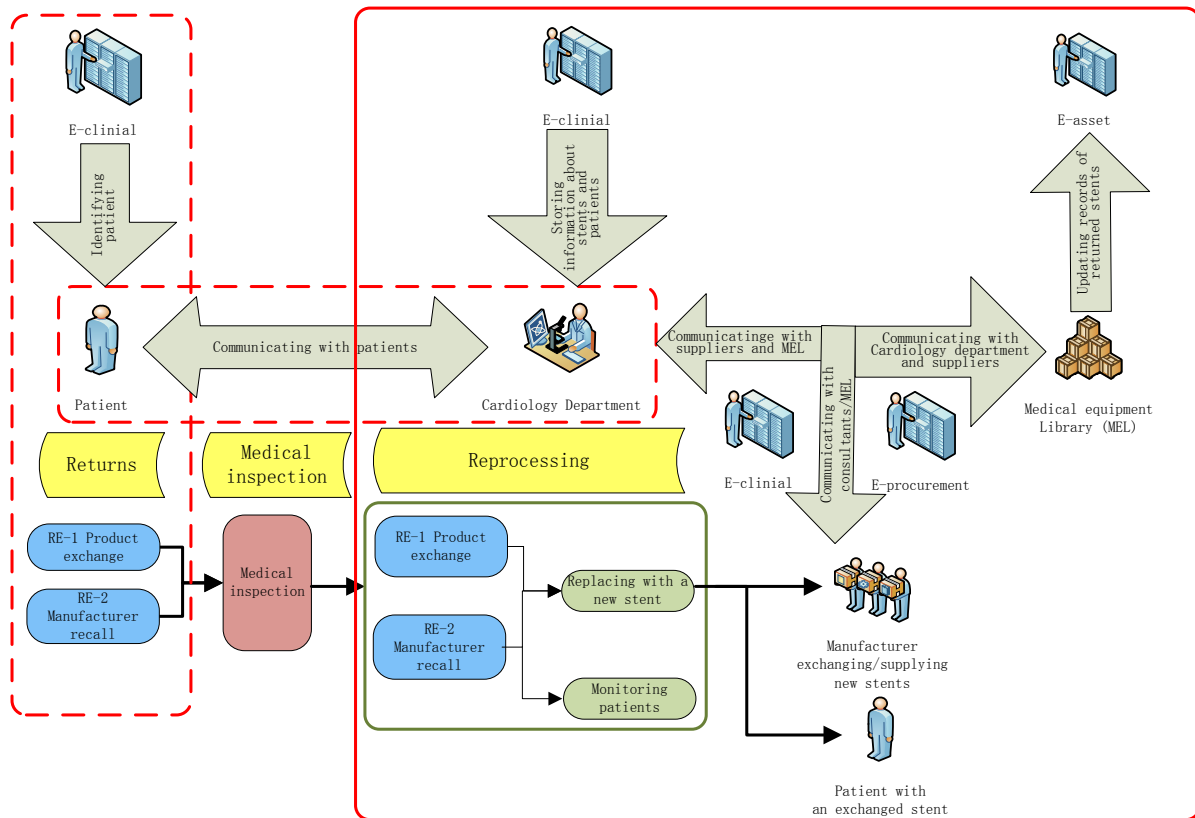 E-clinial
E-clinial
E-asset
Identifying
patient
Storing
information about
stents and
patients
Updating records of
returned stents
Communicating with patients
Communicatinge with
suppliers and MEL
Communicating with
Cardiology department
and suppliers
Communicating with
consultants/MEL
Patient
Cardiology Department
Medical equipment
Library (MEL)
E-clinial
E-procurement
Returns
Medical
inspection
Reprocessing
RE-1 Product
exchange
RE-2
Manufacturer
recall
Medical
inspection
RE-1 Product
exchange
RE-2
Manufacturer
recall
Replacing with a
new stent
Monitoring
patients
Manufacturer
exchanging/supplying
new stents
Patient with
an exchanged stent